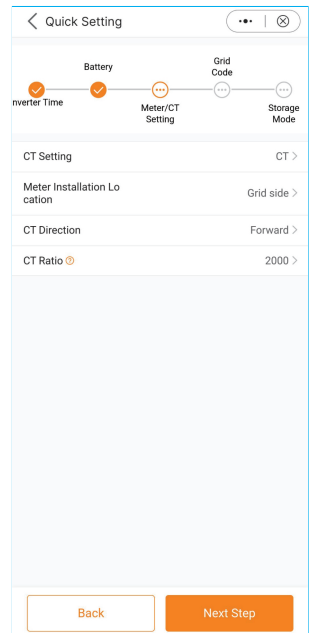 Quick Setting
Battery
Grid
Code
nverter Time
Meter/CT
Setting
Storage
Mode
CT Setting
CT
Meter Installation Lo
cation
Grid side
CT Direction
Forward
CT Ratio
2000
Back
Next Step